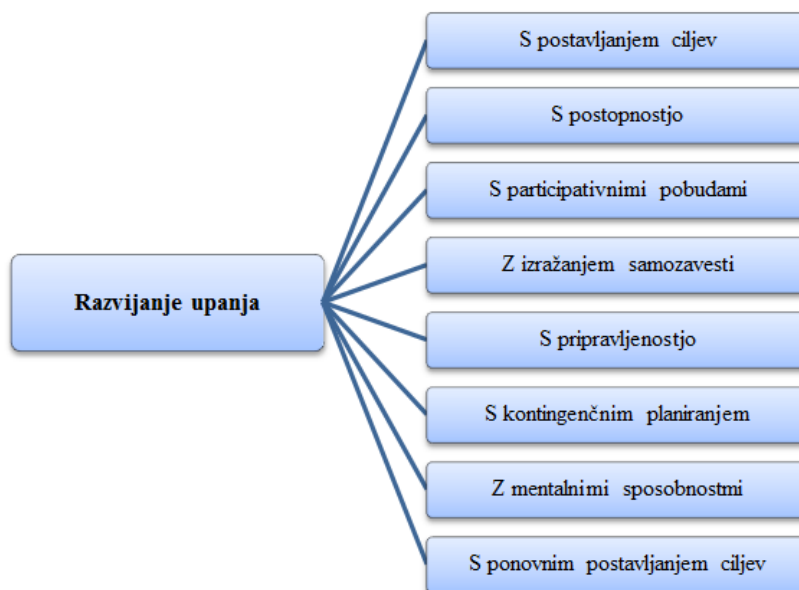 Razvijanje upanja
S postavljanjem ciljev
S postopnostjo
S participativnimi pobudami
Z izražanjem samozavesti
S pripravljenostjo
S kontingenčnim planiranjem
Z mentalnimi sposobnostmi
S ponovnim postavljanjem ciljev